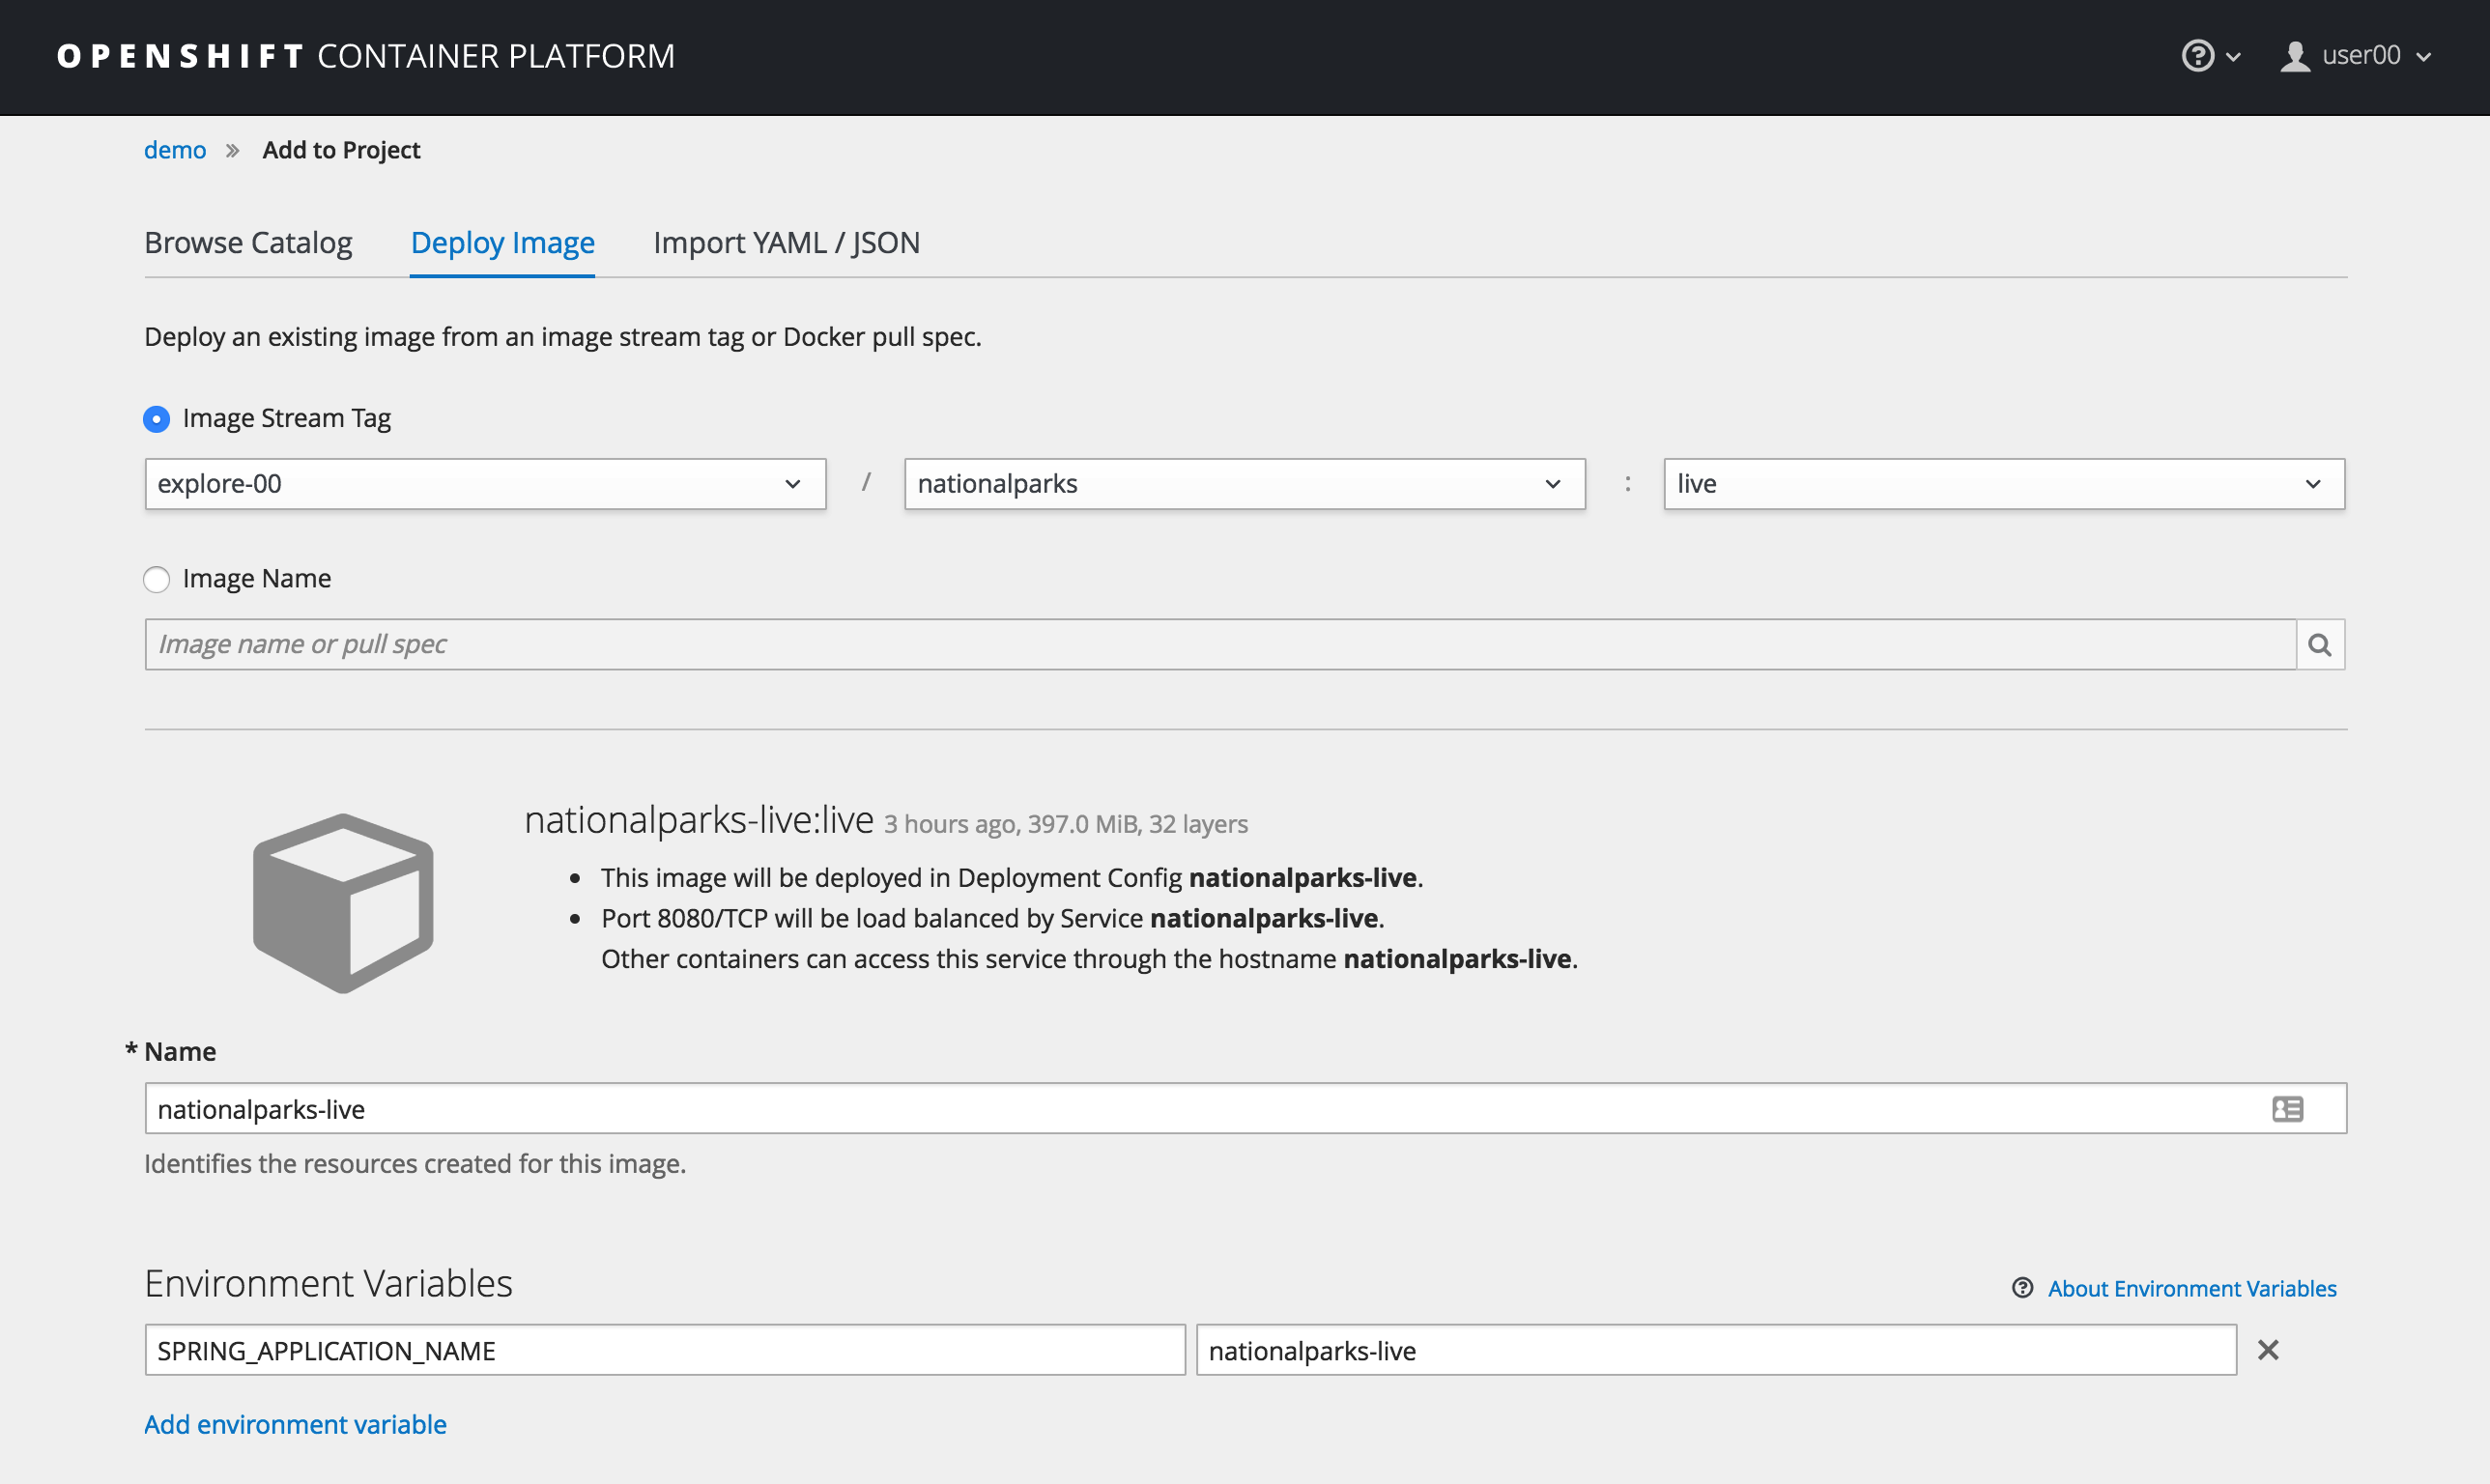 OPENSHIFT CONTAINER PLATFORM
user00
demo » Add to Project
Browse Catalog Deploy Image Import YAML / JSON
Deploy an existing image from an image stream tag or Docker pull spec.
Image Stream Tag
explore-00 / nationalparks : live
Image Name
Image name or pull spec
nationalparks-live:live 3 hours ago, 397.0 MiB, 32 layers
• This image will be deployed in Deployment Config nationalparks-live.
• Port 8080/TCP will be load balanced by Service nationalparks-live.
Other containers can access this service through the hostname nationalparks-live.
* Name
nationalparks-live
Identifies the resources created for this image.
Environment Variables
About Environment Variables
SPRING_APPLICATION_NAME nationalparks-live
Add environment variable